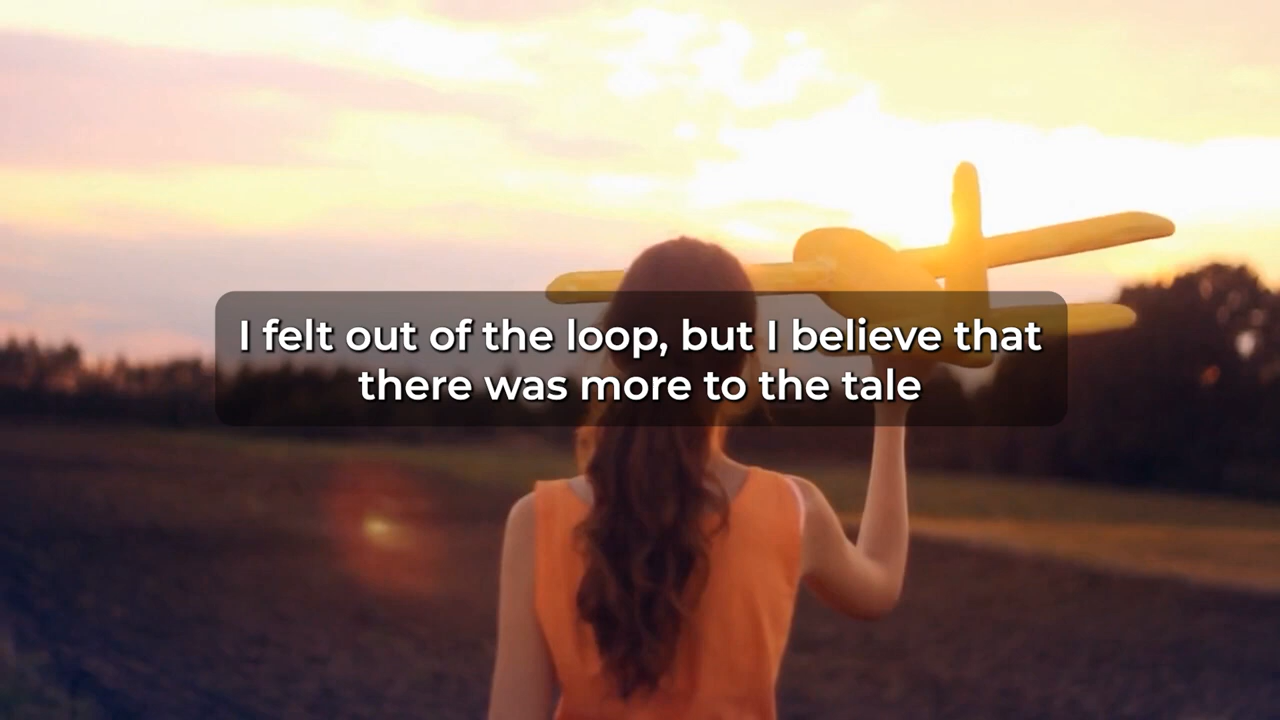 I felt out of the loop, but I believe that
there was more to the tale